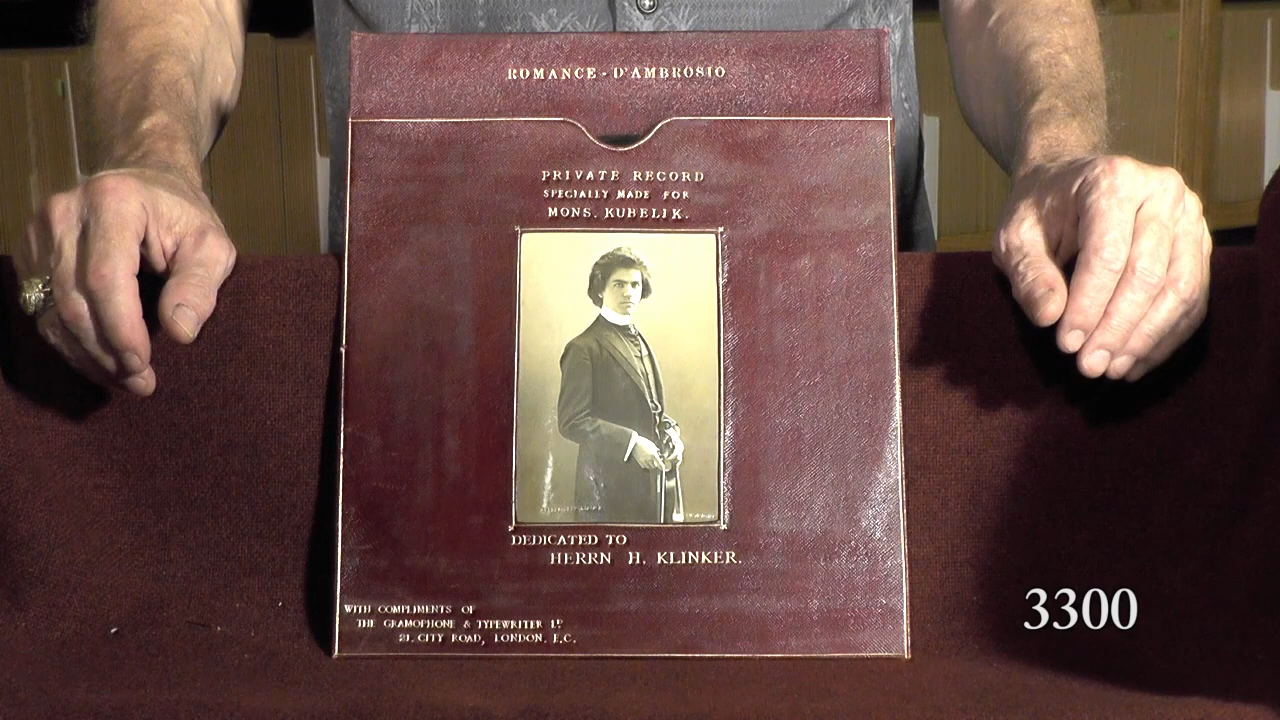 ROMANCE - D'AMBROSIO
PRIVATE RECORD
SPECIALLY MADE FOR
MONS. KUBELIK.
DEDICATED TO
HERRN H. KLINKER.
WITH COMPLIMENTS OF
THE GRAMOPHONE & TYPEWRITER LD
21. CITY ROAD, LONDON. E.C.
3300